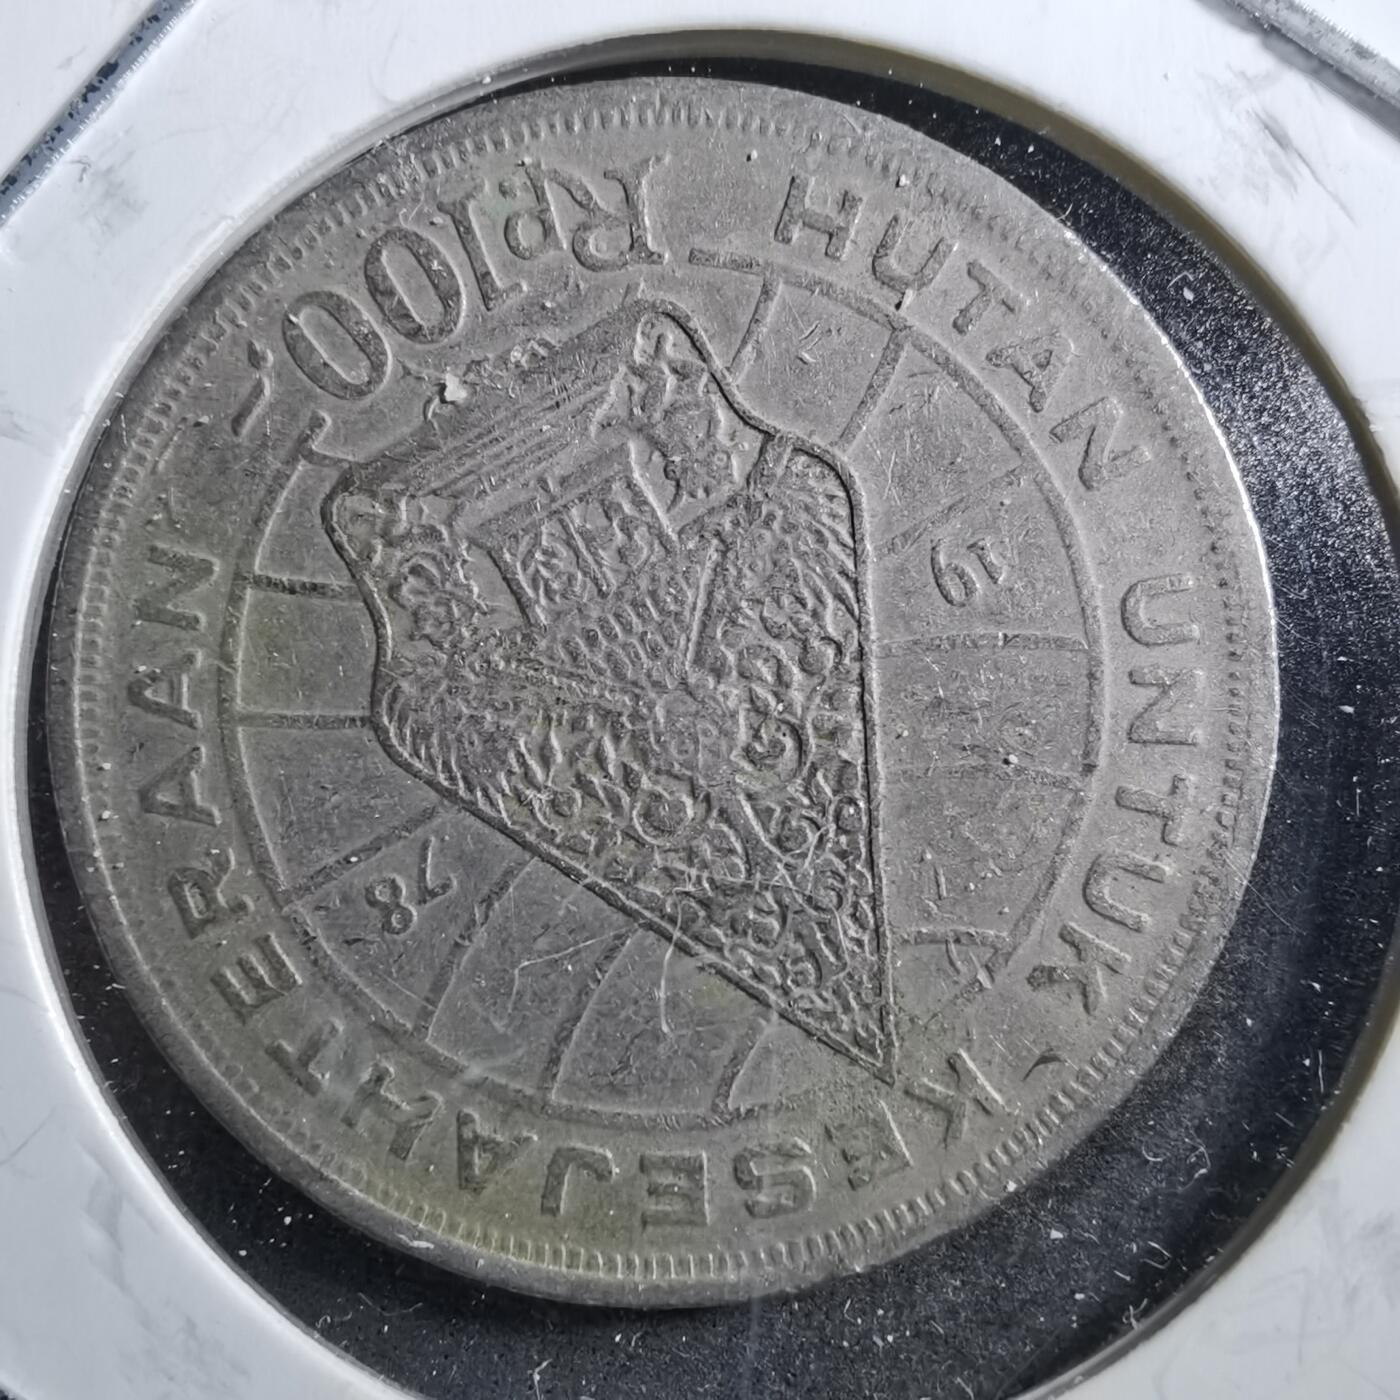 HUTAN UNTUK KESEJAHTERAAN
Rp100,-
19 78